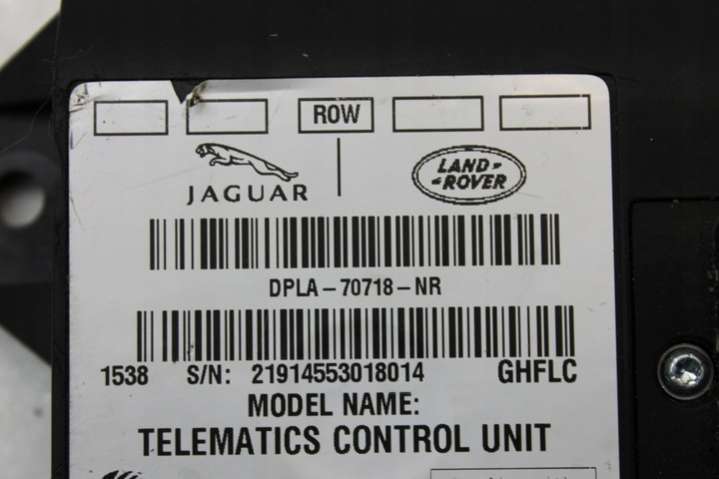 ROW
JAGUAR
LAND-
-ROVER
DPLA-70718-NR
1538 S/N: 21914553018014 GHFLC
MODEL NAME:
TELEMATICS CONTROL UNIT